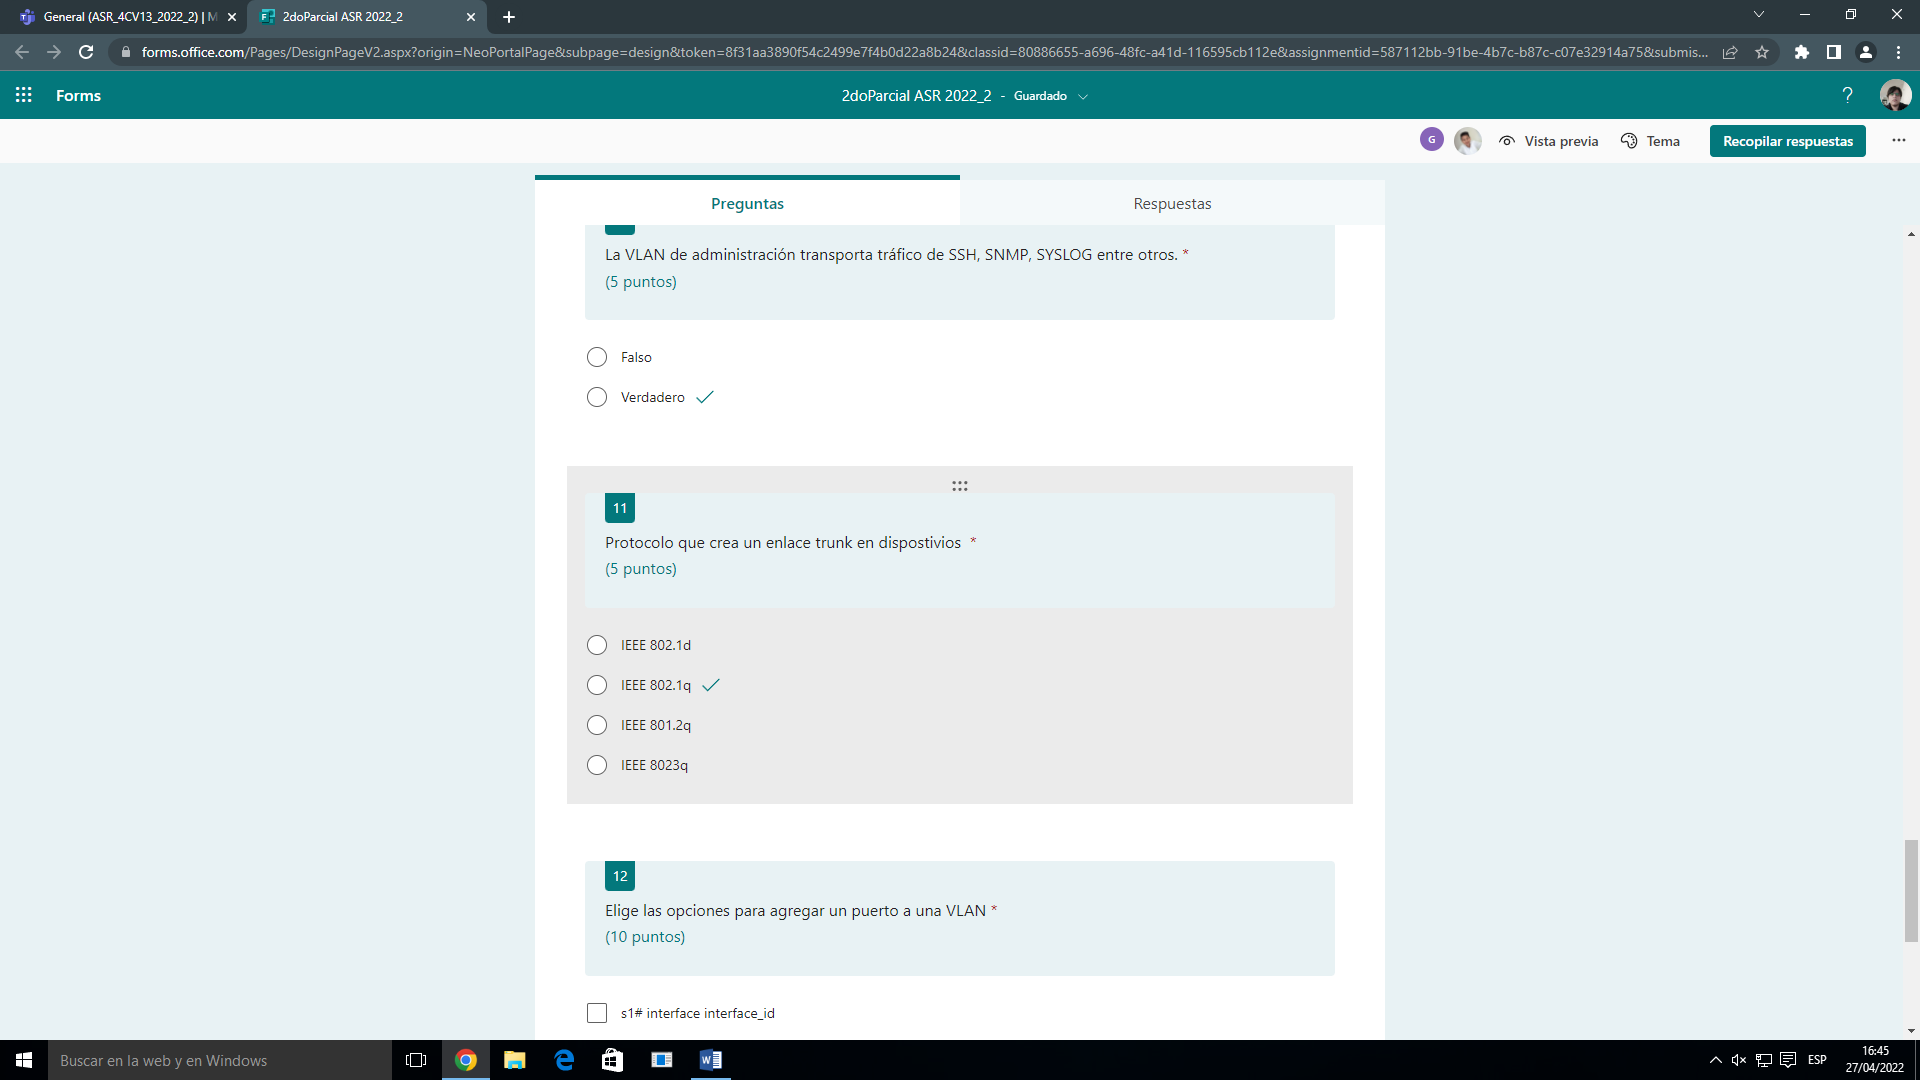 General (ASR_4CV13_2022_2) | M
2doParcial ASR 2022_2
forms.office.com/Pages/DesignPageV2.aspx?origin=NeoPortalPage&subpage=design&token=8f31aa3890f54c2499e7f4b0d22a8b24&classid=80886655-a696-48fc-a41d-116595cb112e&assignmentid=587112bb-91be-4b7c-b87c-c07e32914a75&submis...
Forms
2doParcial ASR 2022_2 - Guardado
?
G
Vista previa
Tema
Recopilar respuestas
Preguntas
Respuestas
La VLAN de administración transporta tráfico de SSH, SNMP, SYSLOG entre otros. *
(5 puntos)
Falso
Verdadero
11
Protocolo que crea un enlace trunk en dispostivios *
(5 puntos)
IEEE 802.1d
IEEE 802.1q
IEEE 801.2q
IEEE 8023q
12
Elige las opciones para agregar un puerto a una VLAN *
(10 puntos)
s1# interface interface_id
Buscar en la web y en Windows
ESP
16:45
27/04/2022